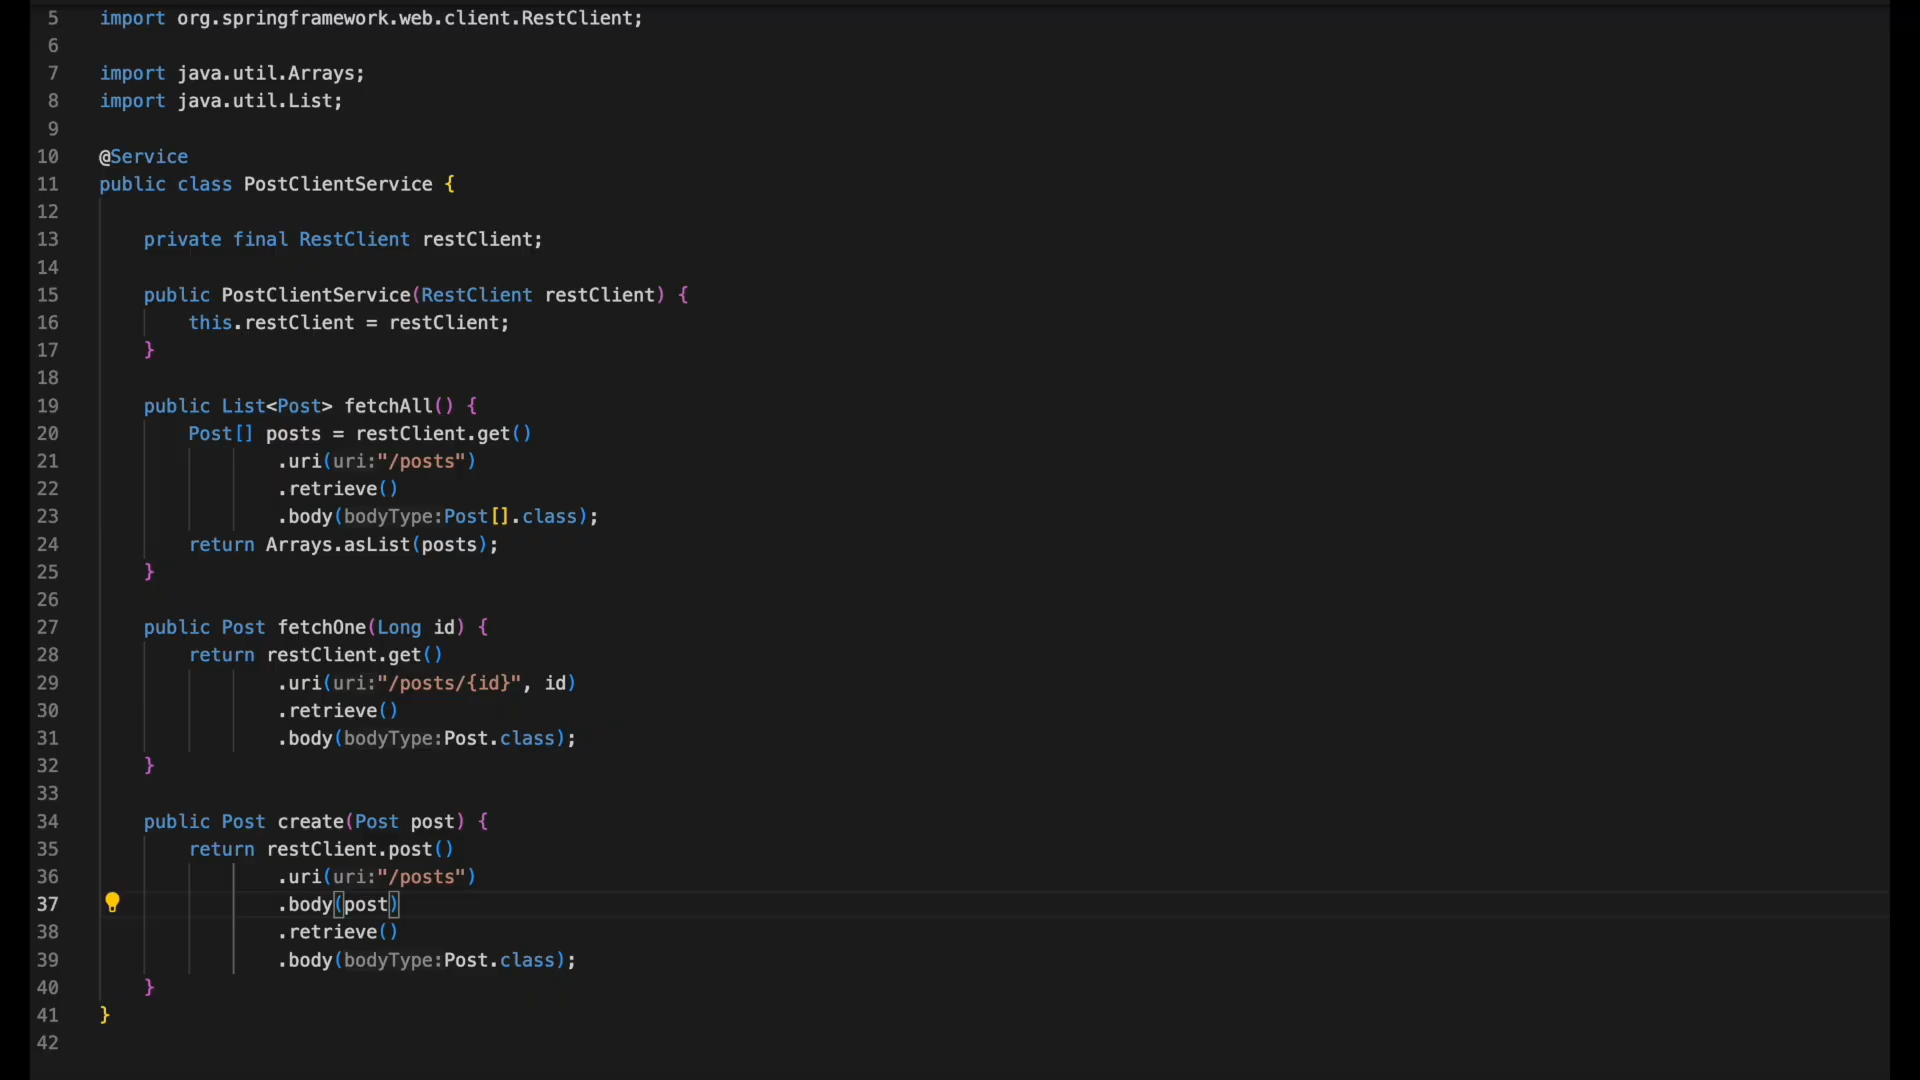 5 import org.springframework.web.client.RestClient;
6
7 import java.util.Arrays;
8 import java.util.List;
9
10 @Service
11 public class PostClientService {
12
13     private final RestClient restClient;
14
15     public PostClientService(RestClient restClient) {
16         this.restClient = restClient;
17     }
18
19     public List<Post> fetchAll() {
20         Post[] posts = restClient.get()
21                 .uri(uri:"/posts")
22                 .retrieve()
23                 .body(bodyType:Post[].class);
24         return Arrays.asList(posts);
25     }
26
27     public Post fetchOne(Long id) {
28         return restClient.get()
29                 .uri(uri:"/posts/{id}", id)
30                 .retrieve()
31                 .body(bodyType:Post.class);
32     }
33
34     public Post create(Post post) {
35         return restClient.post()
36                 .uri(uri:"/posts")
37                 .body(post)
38                 .retrieve()
39                 .body(bodyType:Post.class);
40     }
41 }
42